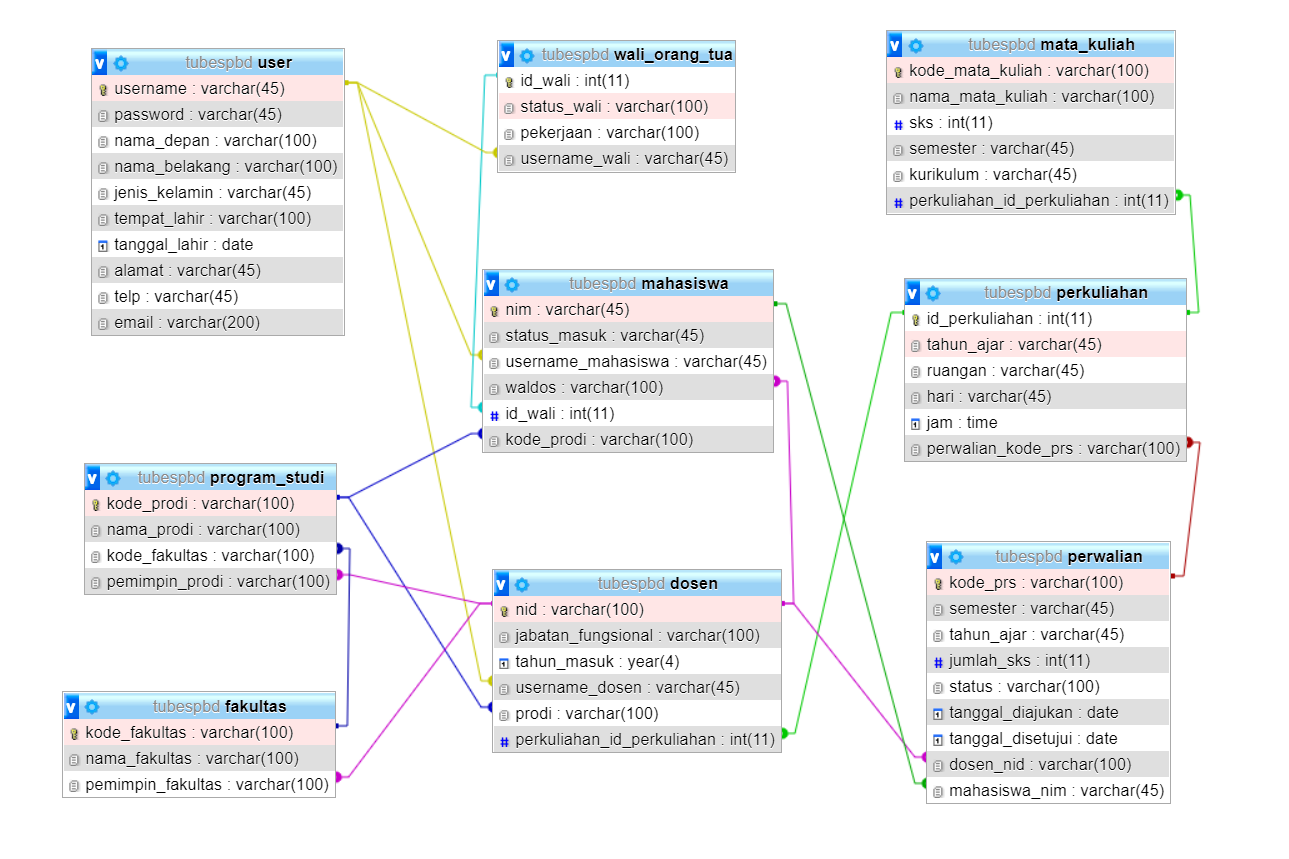 tubespbd user
username : varchar(45)
password : varchar(45)
nama_depan : varchar(100)
nama_belakang : varchar(100)
jenis_kelamin : varchar(45)
tempat_lahir : varchar(100)
tanggal_lahir : date
alamat : varchar(45)
telp : varchar(45)
email : varchar(200)
tubespbd wali_orang_tua
id_wali : int(11)
status_wali : varchar(100)
pekerjaan : varchar(100)
username_wali : varchar(45)
tubespbd mata_kuliah
kode_mata_kuliah : varchar(100)
nama_mata_kuliah : varchar(100)
sks : int(11)
semester : varchar(45)
kurikulum : varchar(45)
perkuliahan_id_perkuliahan : int(11)
tubespbd mahasiswa
nim : varchar(45)
status_masuk : varchar(45)
username_mahasiswa : varchar(45)
waldos : varchar(100)
id_wali : int(11)
kode_prodi : varchar(100)
tubespbd perkuliahan
id_perkuliahan : int(11)
tahun_ajar : varchar(45)
ruangan : varchar(45)
hari : varchar(45)
jam : time
perwalian_kode_prs : varchar(100)
tubespbd program_studi
kode_prodi : varchar(100)
nama_prodi : varchar(100)
kode_fakultas : varchar(100)
pemimpin_prodi : varchar(100)
tubespbd dosen
nid : varchar(100)
jabatan_fungsional : varchar(100)
tahun_masuk : year(4)
username_dosen : varchar(45)
prodi : varchar(100)
perkuliahan_id_perkuliahan : int(11)
tubespbd perwalian
kode_prs : varchar(100)
semester : varchar(45)
tahun_ajar : varchar(45)
jumlah_sks : int(11)
status : varchar(100)
tanggal_diajukan : date
tanggal_disetujui : date
dosen_nid : varchar(100)
mahasiswa_nim : varchar(45)
tubespbd fakultas
kode_fakultas : varchar(100)
nama_fakultas : varchar(100)
pemimpin_fakultas : varchar(100)